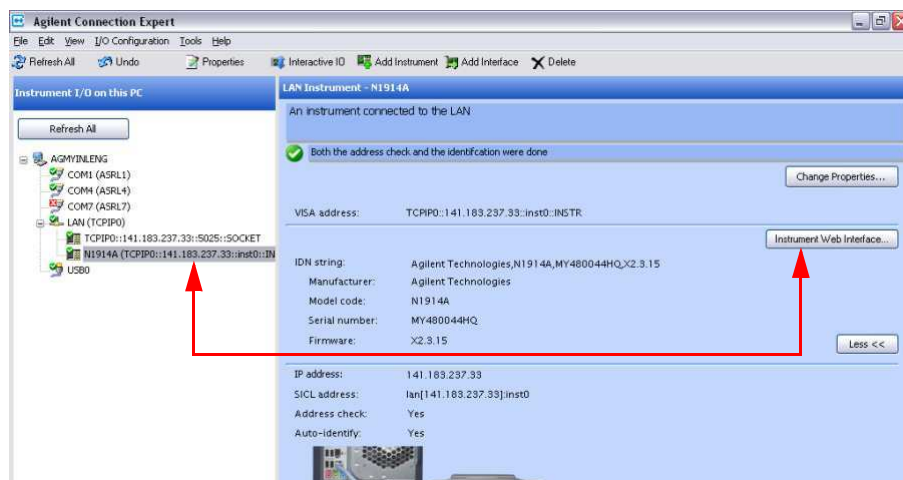 Agilent Connection Expert
File Edit View I/O Configuration Tools Help
Refresh All Undo Properties Interactive IO Add Instrument Add Interface Delete
Instrument I/O on this PC
Refresh All
AGMYINLENG
COM1 (ASRL1)
COM4 (ASRL4)
COM7 (ASRL7)
LAN (TCPIP0)
TCPIP0::141.183.237.33::5025::SOCKET
N1914A (TCPIP0::141.183.237.33::inst0::IN
USB0
LAN Instrument - N1914A
An instrument connected to the LAN
Both the address check and the identifcation were done
Change Properties...
VISA address: TCPIP0::141.183.237.33::inst0::INSTR
Instrument Web Interface...
IDN string: Agilent Technologies,N1914A,MY480044HQ,X2.3.15
Manufacturer: Agilent Technologies
Model code: N1914A
Serial number: MY480044HQ
Firmware: X2.3.15
Less <<
IP address: 141.183.237.33
SICL address: lan[141.183.237.33]:inst0
Address check: Yes
Auto-identify: Yes